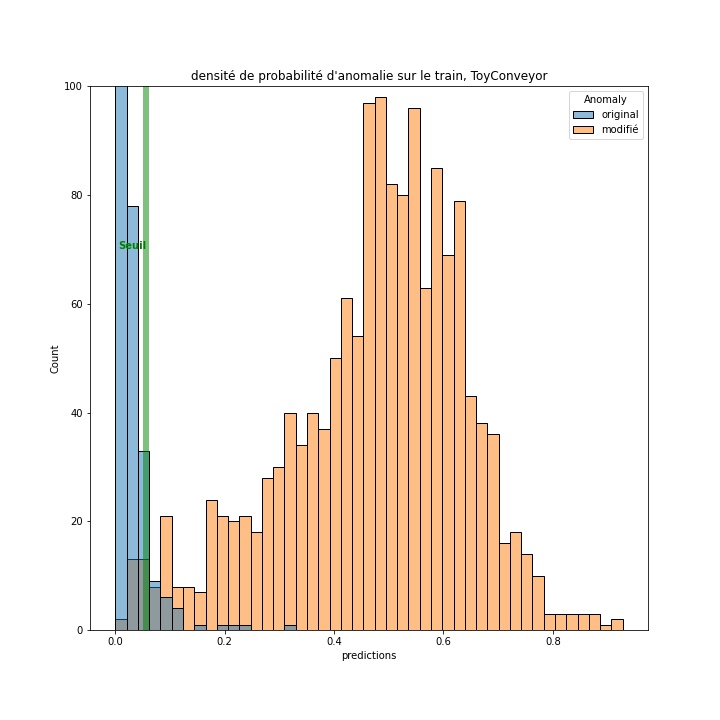 densité de probabilité d'anomalie sur le train, ToyConveyor
Anomaly
original
modifié
100
80
Seuil
60
Count
40
20
0
0.0 0.2 0.4 0.6 0.8
predictions